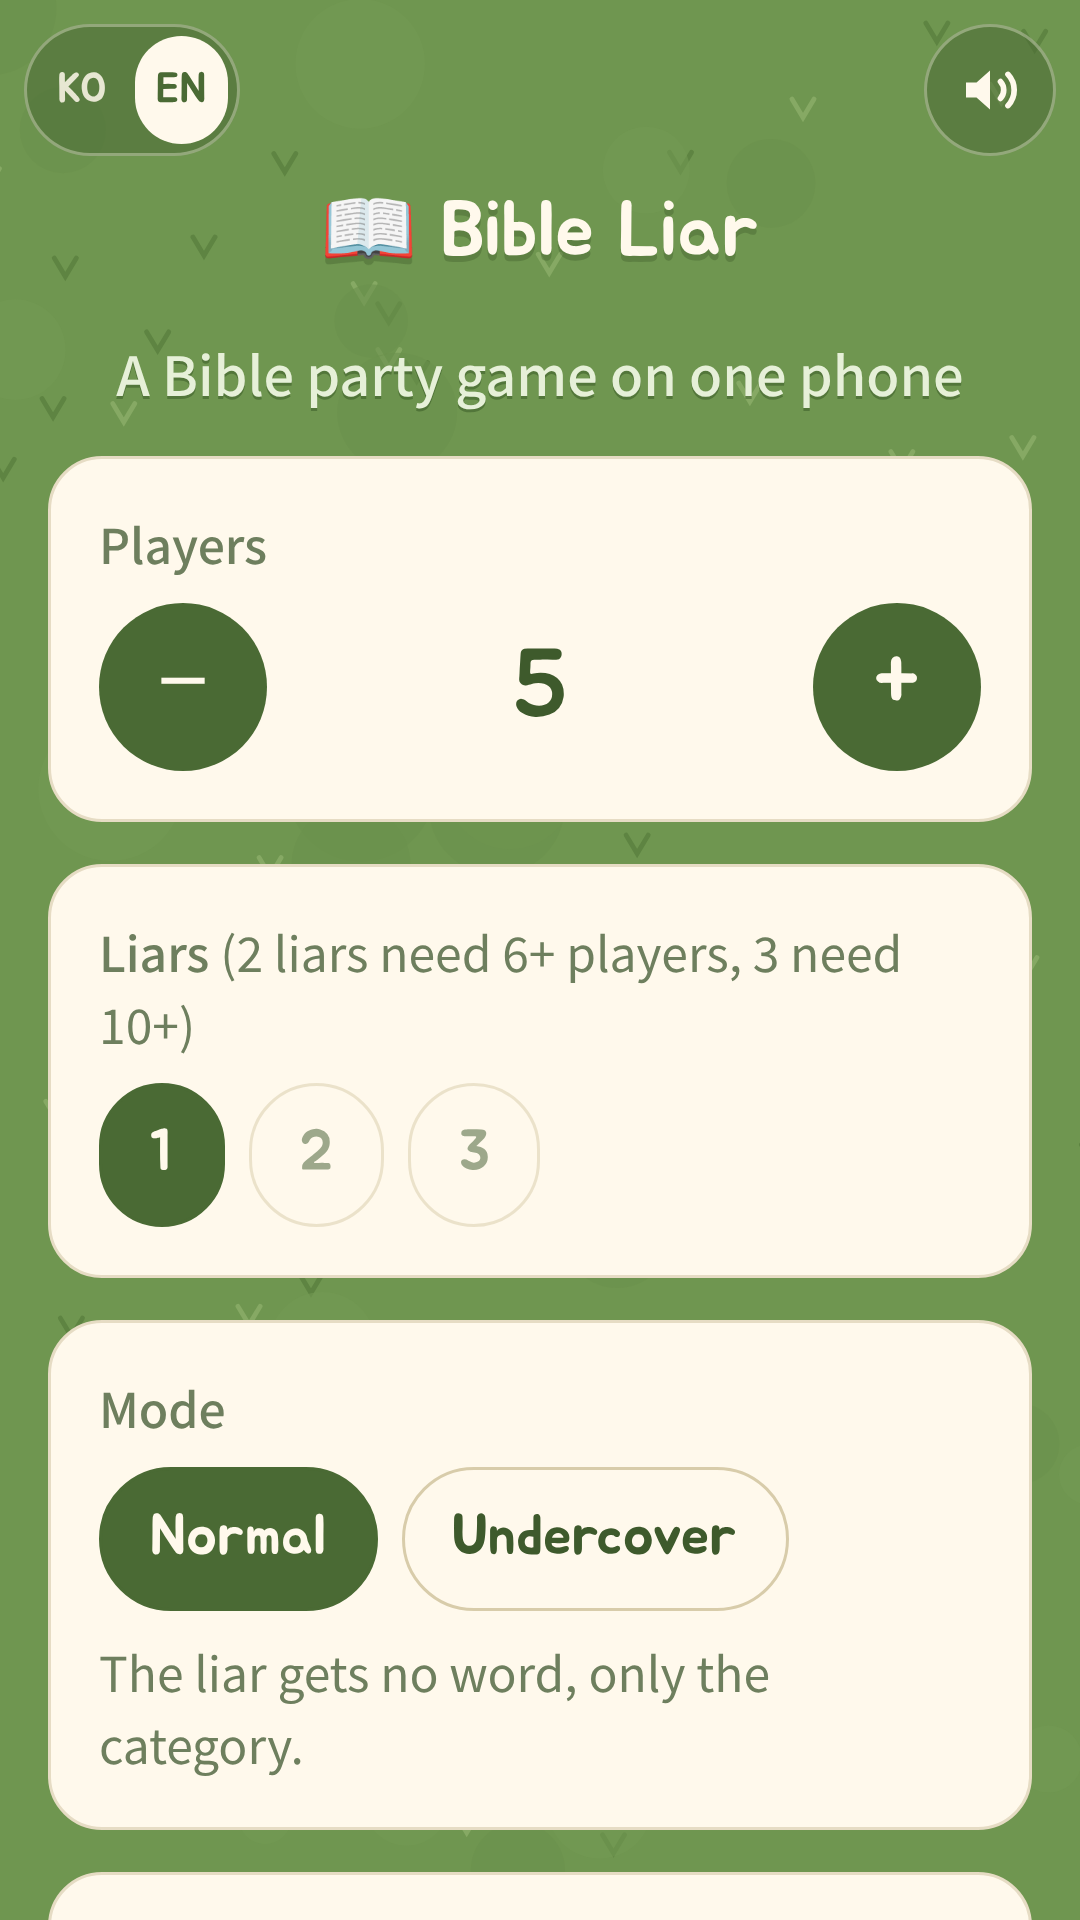 KO EN
Bible Liar
A Bible party game on one phone
Players
− 5 +
Liars (2 liars need 6+ players, 3 need
10+)
1 2 3
Mode
Normal Undercover
The liar gets no word, only the
category.